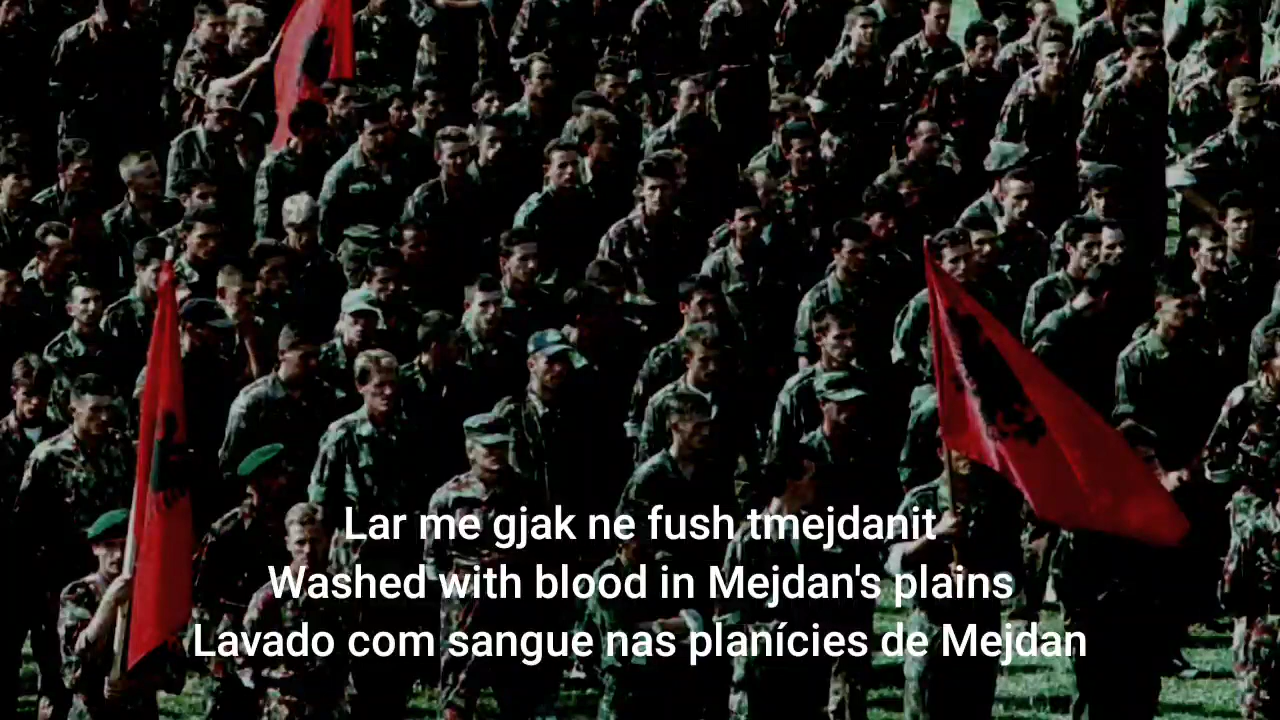 Lar me gjak ne fush tmejdanit
Washed with blood in Mejdan's plains
Lavado com sangue nas planícies de Mejdan